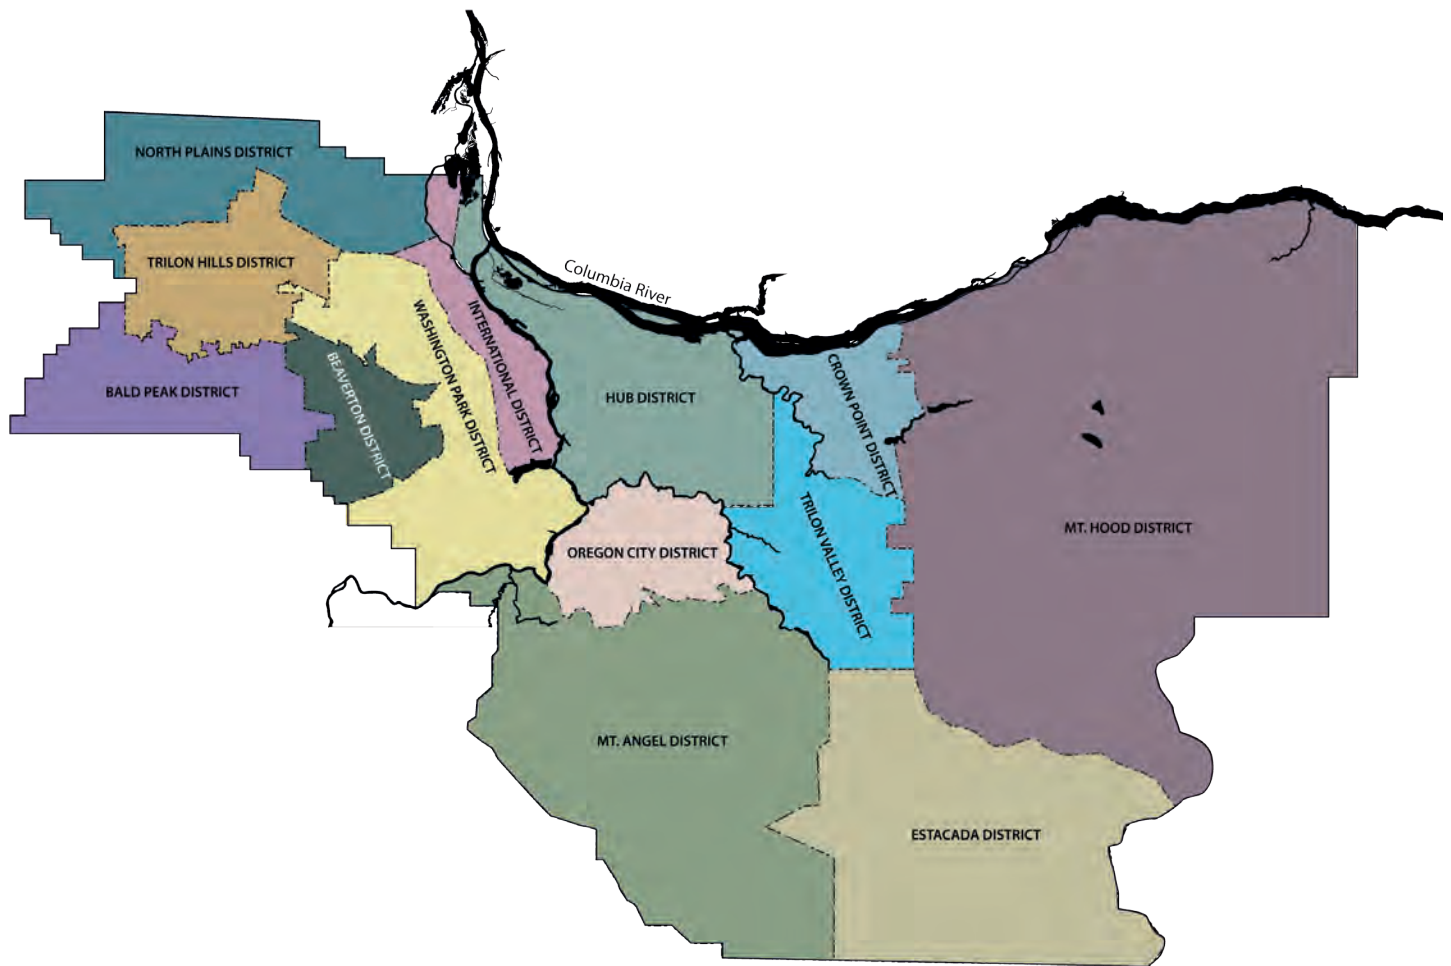 NORTH PLAINS DISTRICT
TRILON HILLS DISTRICT
Columbia River
WASHINGTON PARK DISTRICT
INTERNATIONAL DISTRICT
BEAVERTON DISTRICT
BALD PEAK DISTRICT
HUB DISTRICT
CROWN POINT DISTRICT
TRILON VALLEY DISTRICT
MT. HOOD DISTRICT
OREGON CITY DISTRICT
MT. ANGEL DISTRICT
ESTACADA DISTRICT